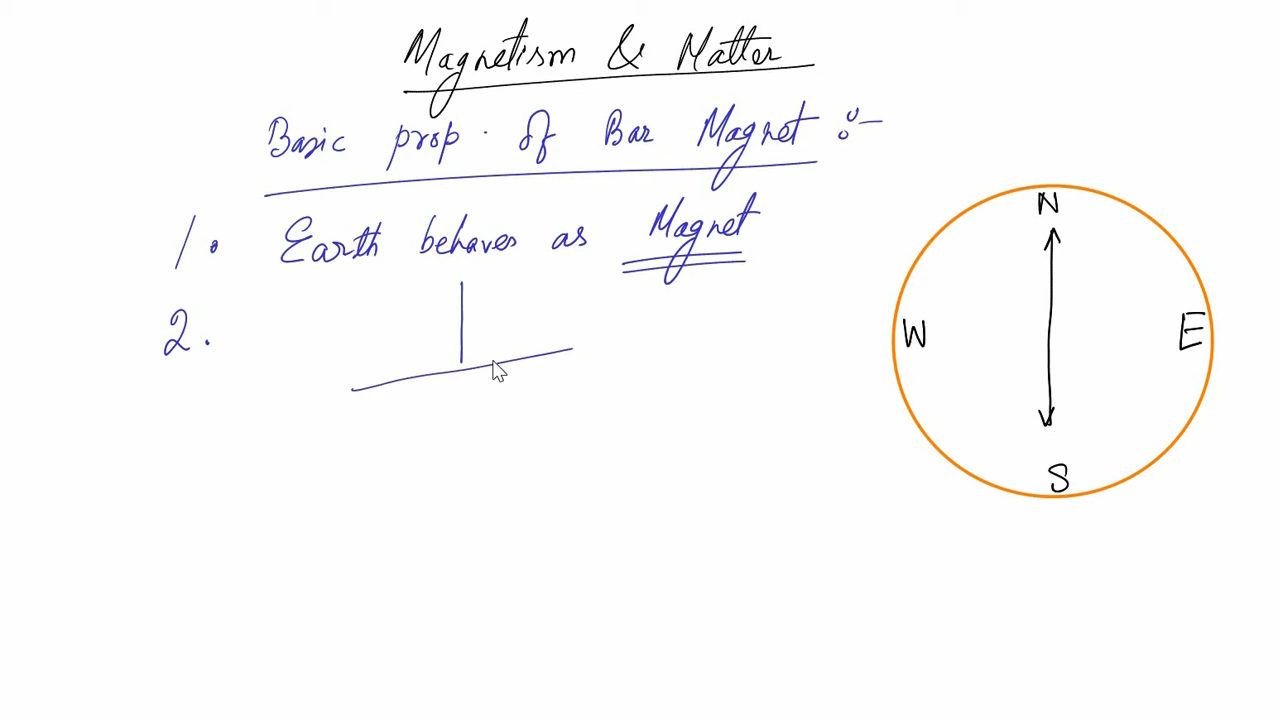 Magnetism & Matter
Basic prop. of Bar Magnet :-
1. Earth behaves as Magnet
2.
N
W
E
S